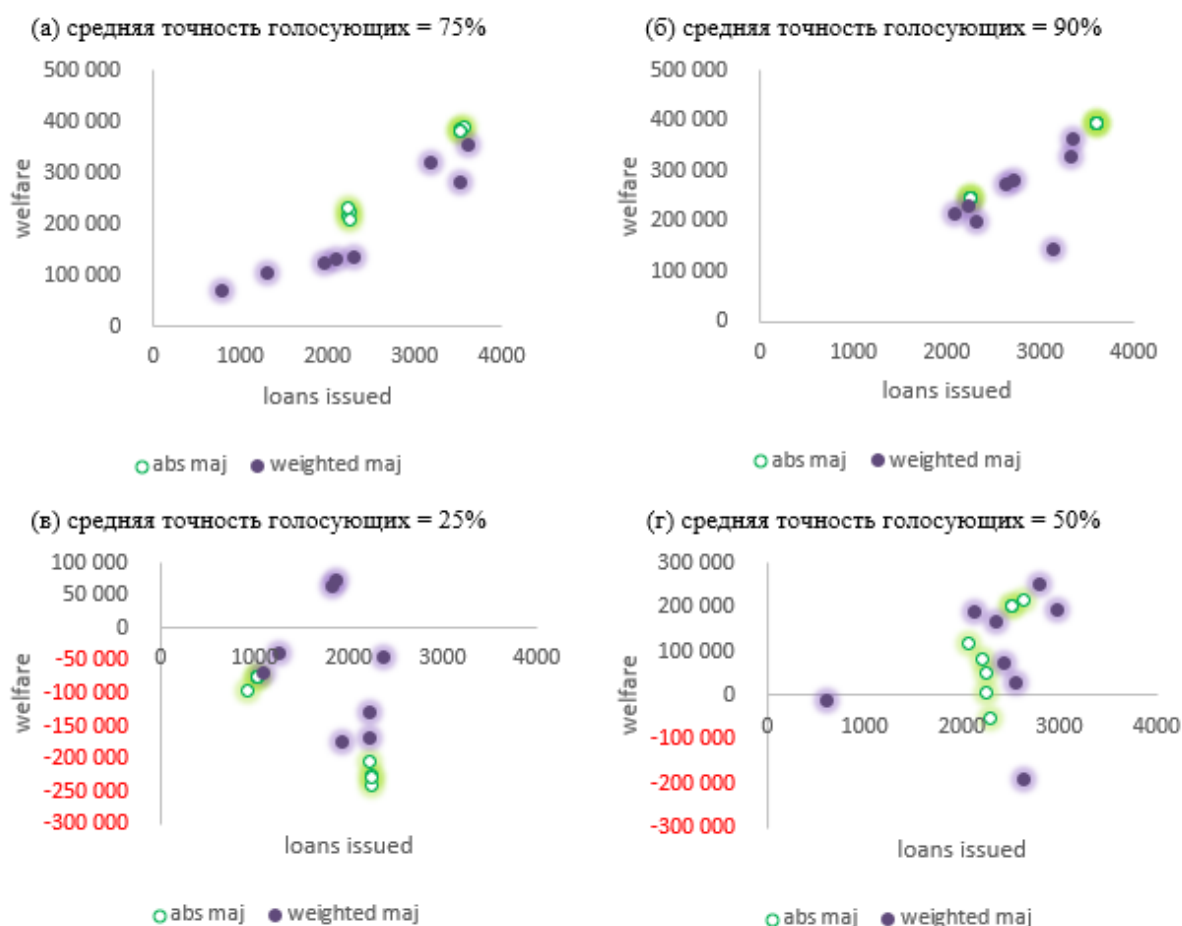 (а) средняя точность голосующих = 75%
500 000
400 000
300 000
200 000
100 000
0
welfare
0 1000 2000 3000 4000
loans issued
abs maj weighted maj
(б) средняя точность голосующих = 90%
500 000
400 000
300 000
200 000
100 000
0
welfare
0 1000 2000 3000 4000
loans issued
abs maj weighted maj
(в) средняя точность голосующих = 25%
100 000
50 000
0
-50 000
-100 000
-150 000
-200 000
-250 000
-300 000
welfare
0 1000 2000 3000 4000
loans issued
abs maj weighted maj
(г) средняя точность голосующих = 50%
300 000
200 000
100 000
0
-100 000
-200 000
-300 000
welfare
0 1000 2000 3000 4000
loans issued
abs maj weighted maj